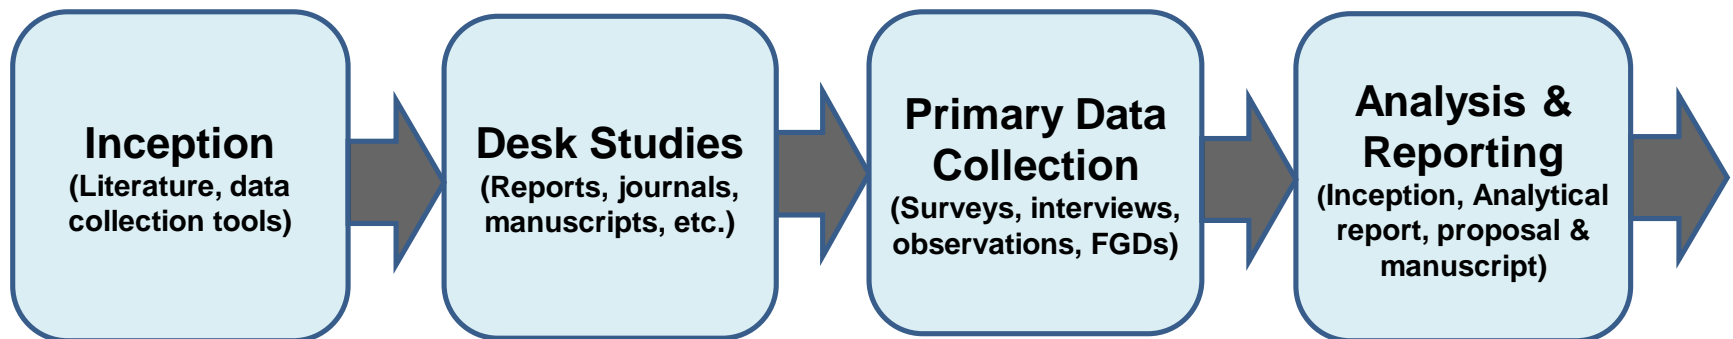 Inception
(Literature, data
collection tools)
Desk Studies
(Reports, journals,
manuscripts, etc.)
Primary Data
Collection
(Surveys, interviews,
observations, FGDs)
Analysis &
Reporting
(Inception, Analytical
report, proposal &
manuscript)